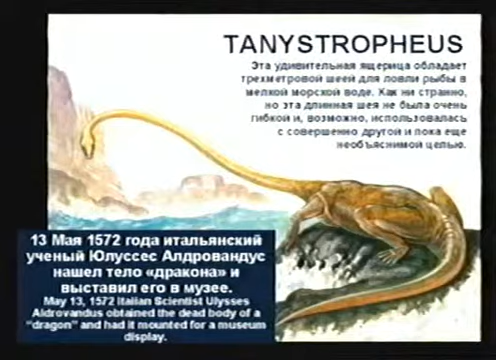 TANYSTROPHEUS
Эта удивительная ящерица обладает
трехметровой шеей для ловли рыбы в
мелкой морской воде. Как ни странно,
но эта длинная шея не была очень
гибкой и, возможно, использовалась
с совершенно другой и пока еще
необъяснимой целью.
13 Мая 1572 года итальянский
ученый Юлуссес Алдровандус
нашел тело «дракона» и
выставил его в музее.
May 13, 1572 Italian Scientist Ulysses
Aldrovandus obtained the dead body of a
"dragon" and had it mounted for a museum
display.